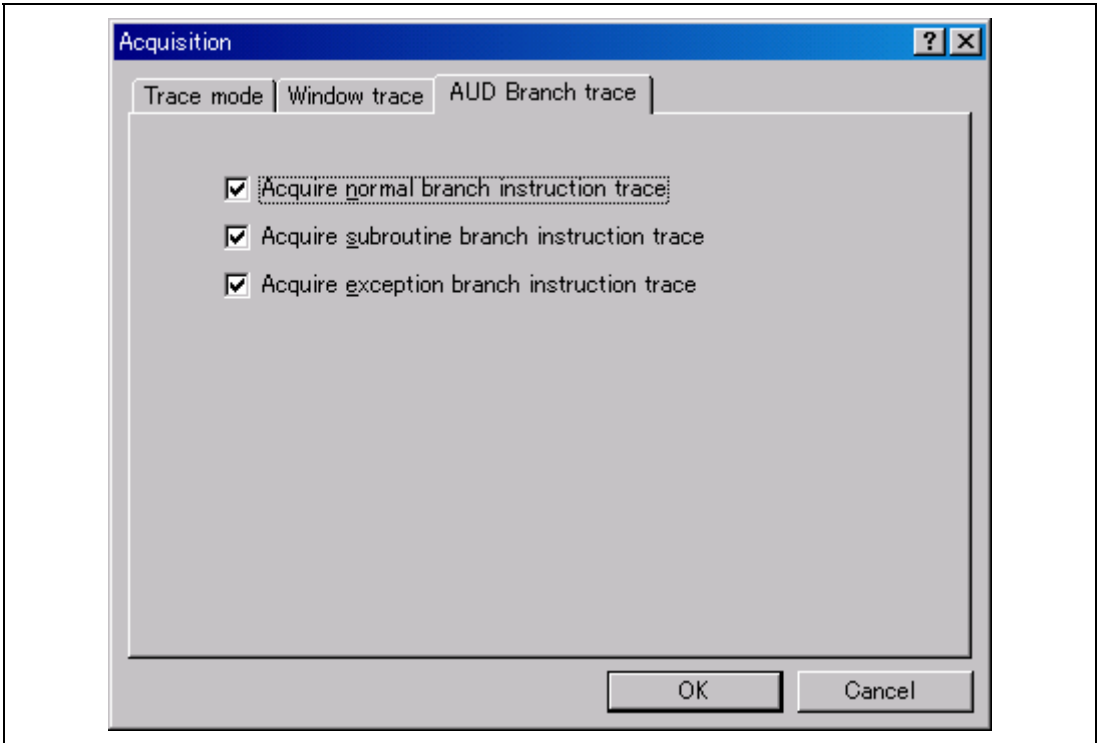 Acquisition
Trace mode Window trace AUD Branch trace
Acquire normal branch instruction trace
Acquire subroutine branch instruction trace
Acquire exception branch instruction trace
OK Cancel